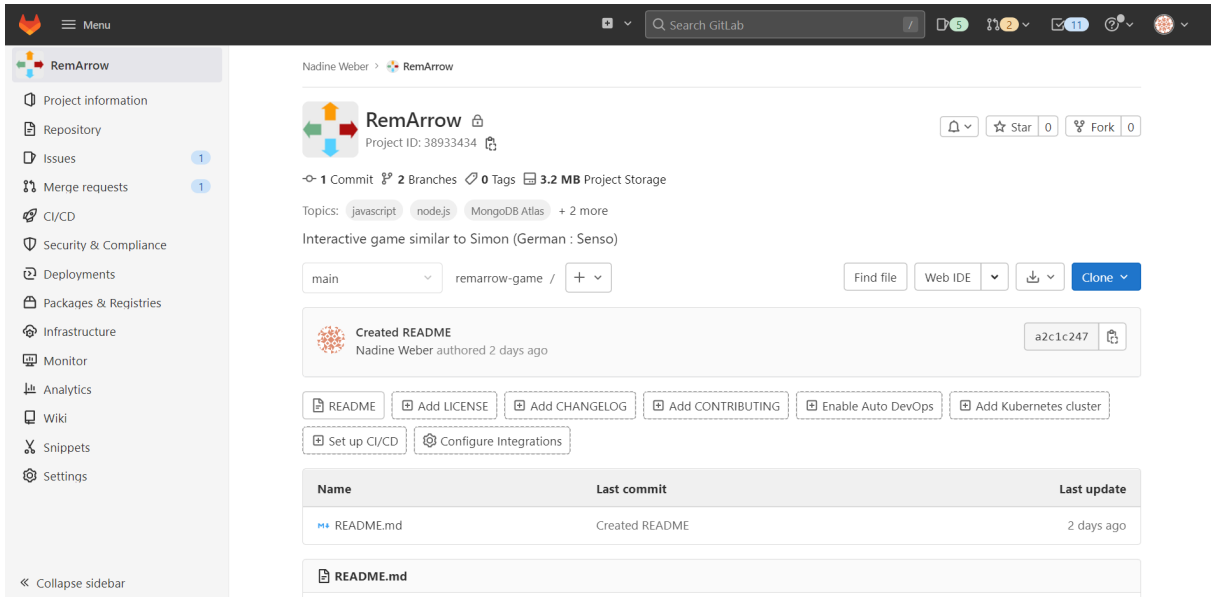 Menu
Search GitLab /
5
2
11
RemArrow
Project information
Repository
Issues 1
Merge requests 1
CI/CD
Security & Compliance
Deployments
Packages & Registries
Infrastructure
Monitor
Analytics
Wiki
Snippets
Settings
Collapse sidebar
Nadine Weber > RemArrow
RemArrow
Project ID: 38933434
Star 0
Fork 0
1 Commit 2 Branches 0 Tags 3.2 MB Project Storage
Topics: javascript node.js MongoDB Atlas + 2 more
Interactive game similar to Simon (German : Senso)
main remarrow-game / Find file Web IDE Clone
Created README
Nadine Weber authored 2 days ago
a2c1c247
README Add LICENSE Add CHANGELOG Add CONTRIBUTING Enable Auto DevOps Add Kubernetes cluster
Set up CI/CD Configure Integrations
Name Last commit Last update
README.md Created README 2 days ago
README.md